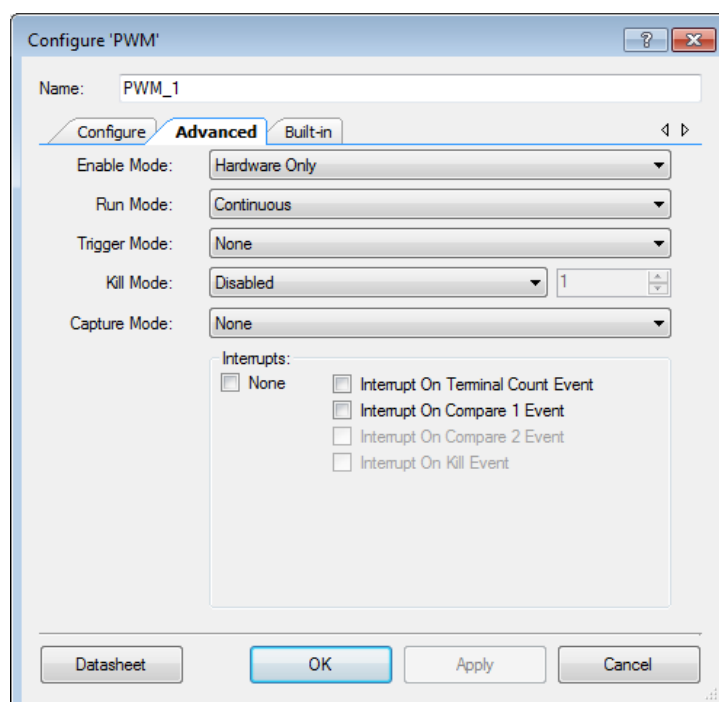 Configure 'PWM'
Name: PWM_1
Configure Advanced Built-in
Enable Mode: Hardware Only
Run Mode: Continuous
Trigger Mode: None
Kill Mode: Disabled 1
Capture Mode: None
Interrupts:
None Interrupt On Terminal Count Event
Interrupt On Compare 1 Event
Interrupt On Compare 2 Event
Interrupt On Kill Event
Datasheet OK Apply Cancel